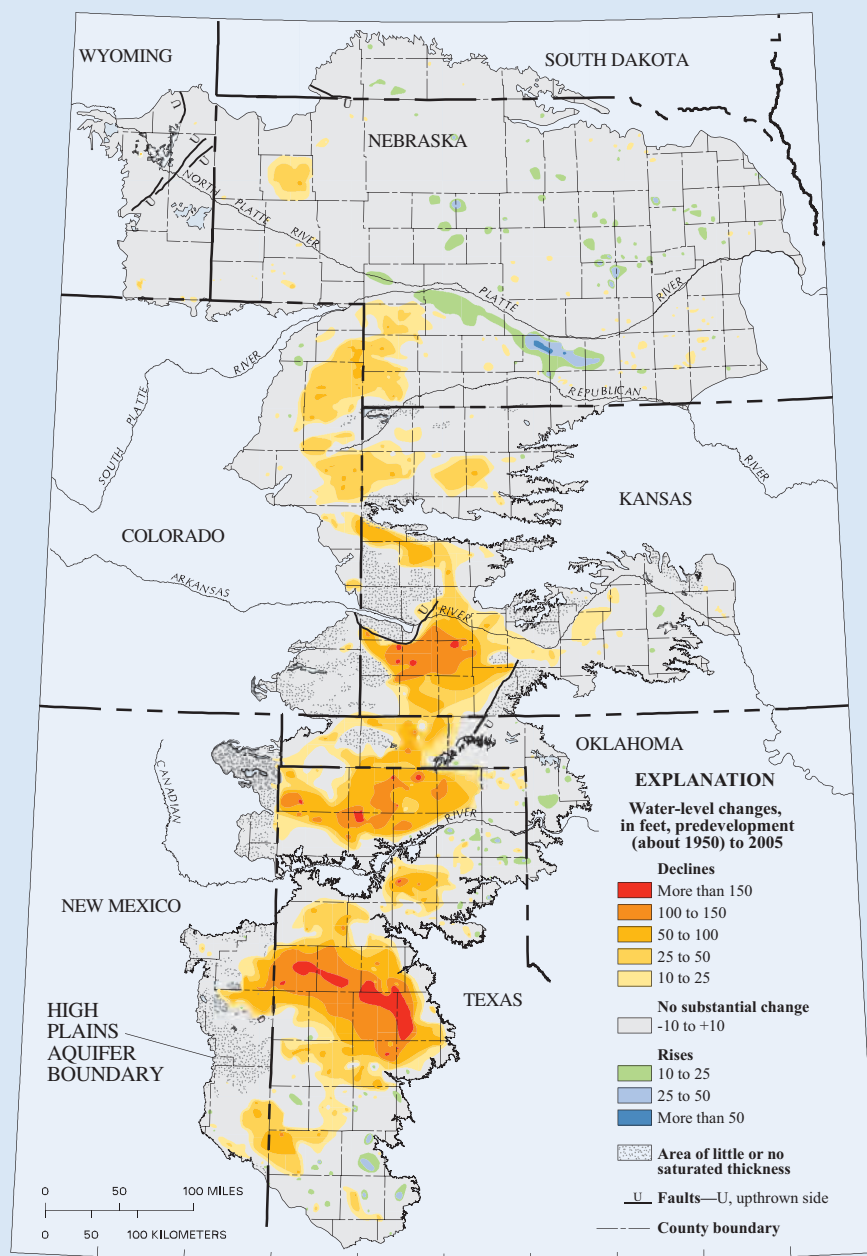 WYOMING
SOUTH DAKOTA
NEBRASKA
U
U
U
U
U
NORTH PLATTE RIVER
PLATTE RIVER
SOUTH PLATTE RIVER
REPUBLICAN RIVER
KANSAS
COLORADO
ARKANSAS RIVER
U
U
OKLAHOMA
CANADIAN RIVER
NEW MEXICO
TEXAS
HIGH
PLAINS
AQUIFER
BOUNDARY
EXPLANATION
Water-level changes,
in feet, predevelopment
(about 1950) to 2005
Declines
More than 150
100 to 150
50 to 100
25 to 50
10 to 25
No substantial change
-10 to +10
Rises
10 to 25
25 to 50
More than 50
Area of little or no
saturated thickness
U Faults—U, upthrown side
County boundary
0 50 100 MILES
0 50 100 KILOMETERS